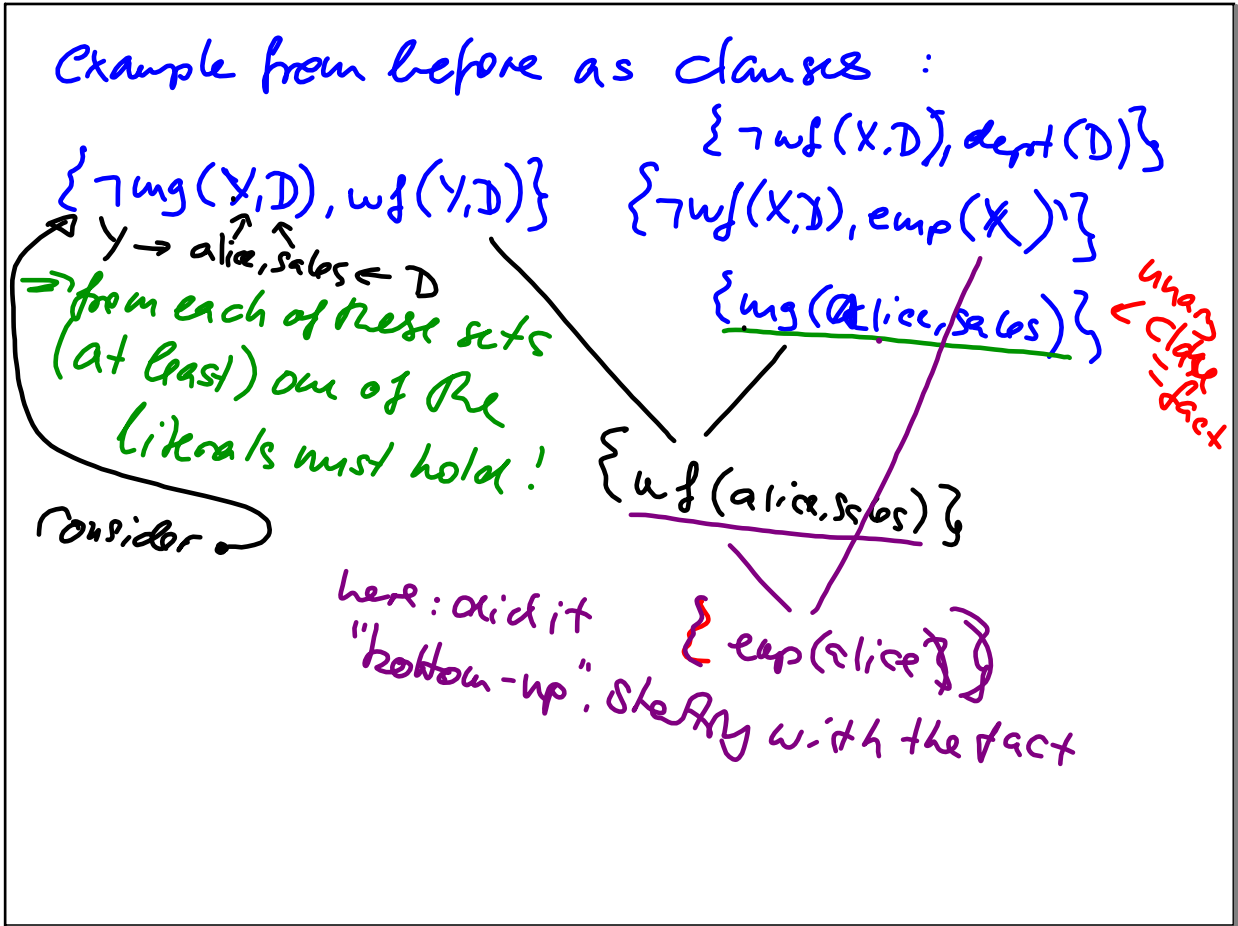 Example from before as clauses :
{¬wf(X,D), dept(D)}
{¬mg(Y,D), wf(Y,D)}
{¬wf(X,D), emp(X)}
Y → alice, sales ← D
{mg(alice,sales)}
← unary
clause
= fact
⇒ from each of these sets
(at least) one of the
literals must hold!
{wf(alice,sales)}
consider
here: did it
{emp(alice)}
"bottom-up". Starting with the fact